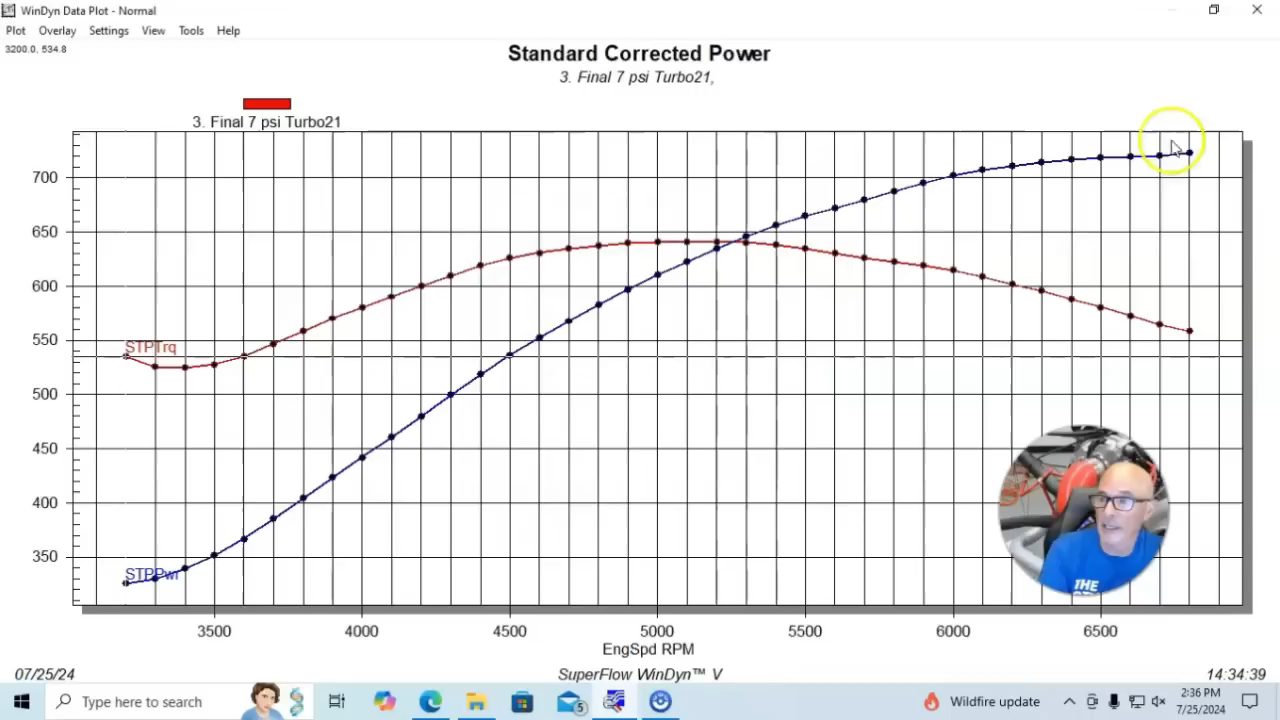 WinDyn Data Plot - Normal
Plot Overlay Settings View Tools Help
3200.0, 534.8
Standard Corrected Power
3. Final 7 psi Turbo21,
3. Final 7 psi Turbo21
700
650
600
550
500
450
400
350
STPTrq
STPPwr
THE
3500 4000 4500 5000 5500 6000 6500
EngSpd RPM
07/25/24 SuperFlow WinDyn™ V 14:34:39
Type here to search
5
Wildfire update
2:36 PM
7/25/2024